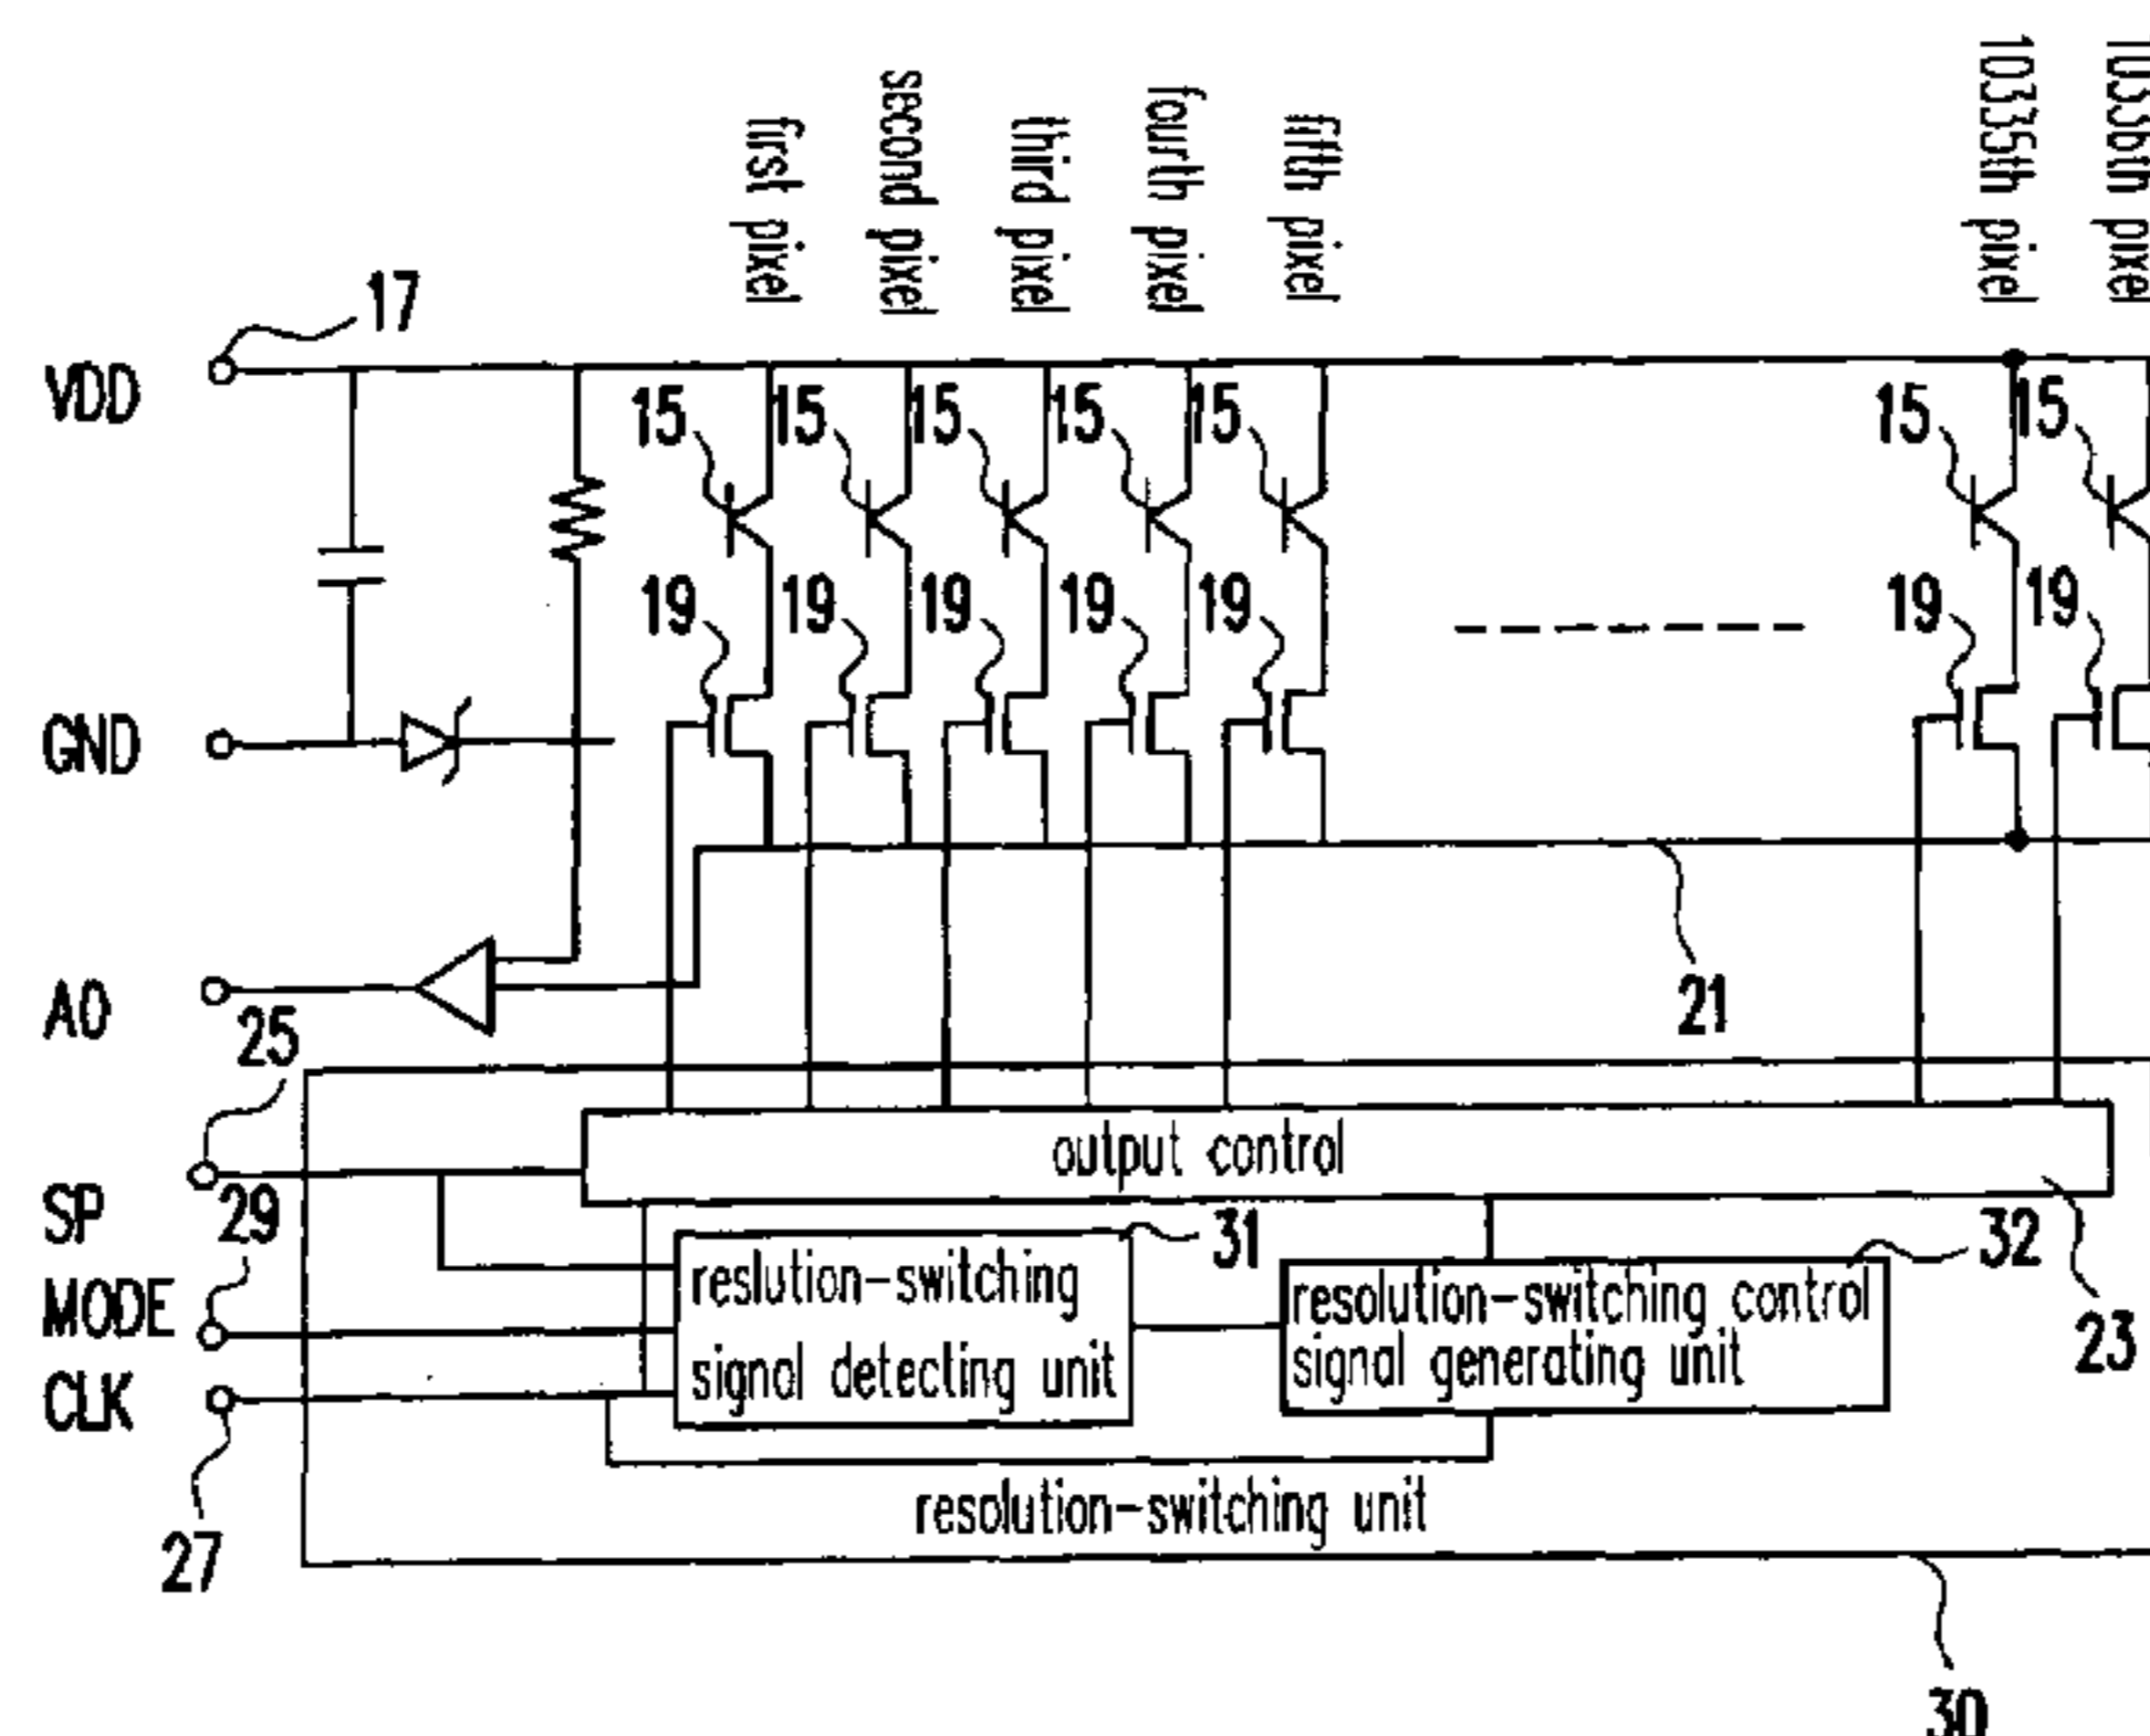 first pixel
second pixel
third pixel
fourth pixel
fifth pixel
10335th pixel
10336th pixel
17
VDD
15
15
15
15
15
15
15
19
19
19
19
19
19
19
GND
AO
21
25
output control
SP
29
31
32
MODE
reslution-switching
signal detecting unit
resolution-switching control
signal generating unit
23
CLK
resolution-switching unit
27
30